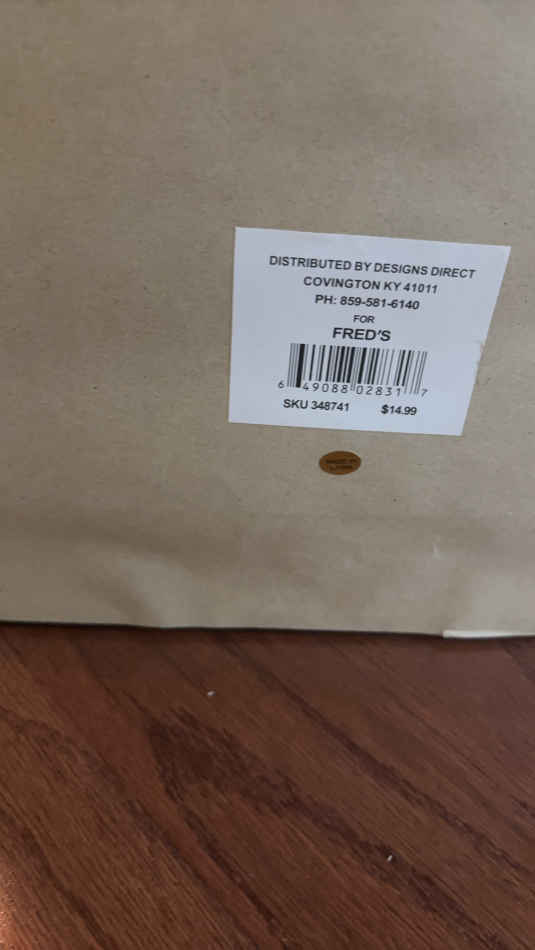 DISTRIBUTED BY DESIGNS DIRECT
COVINGTON KY 41011
PH: 859-581-6140
FOR
FRED'S
6 49088 02831 7
SKU 348741 $14.99